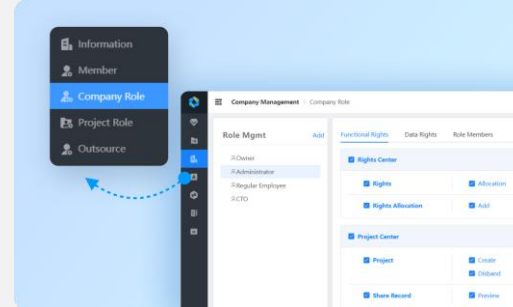 Information
Member
Company Role
Project Role
Outsource
Company Management > Company Role
Role Mgmt Add
Owner
Administrator
Regular Employee
CTO
Functional Rights Data Rights Role Members
Rights Center
Rights Allocation
Rights Allocation Add
Project Center
Project Create
Disband
Share Record Preview